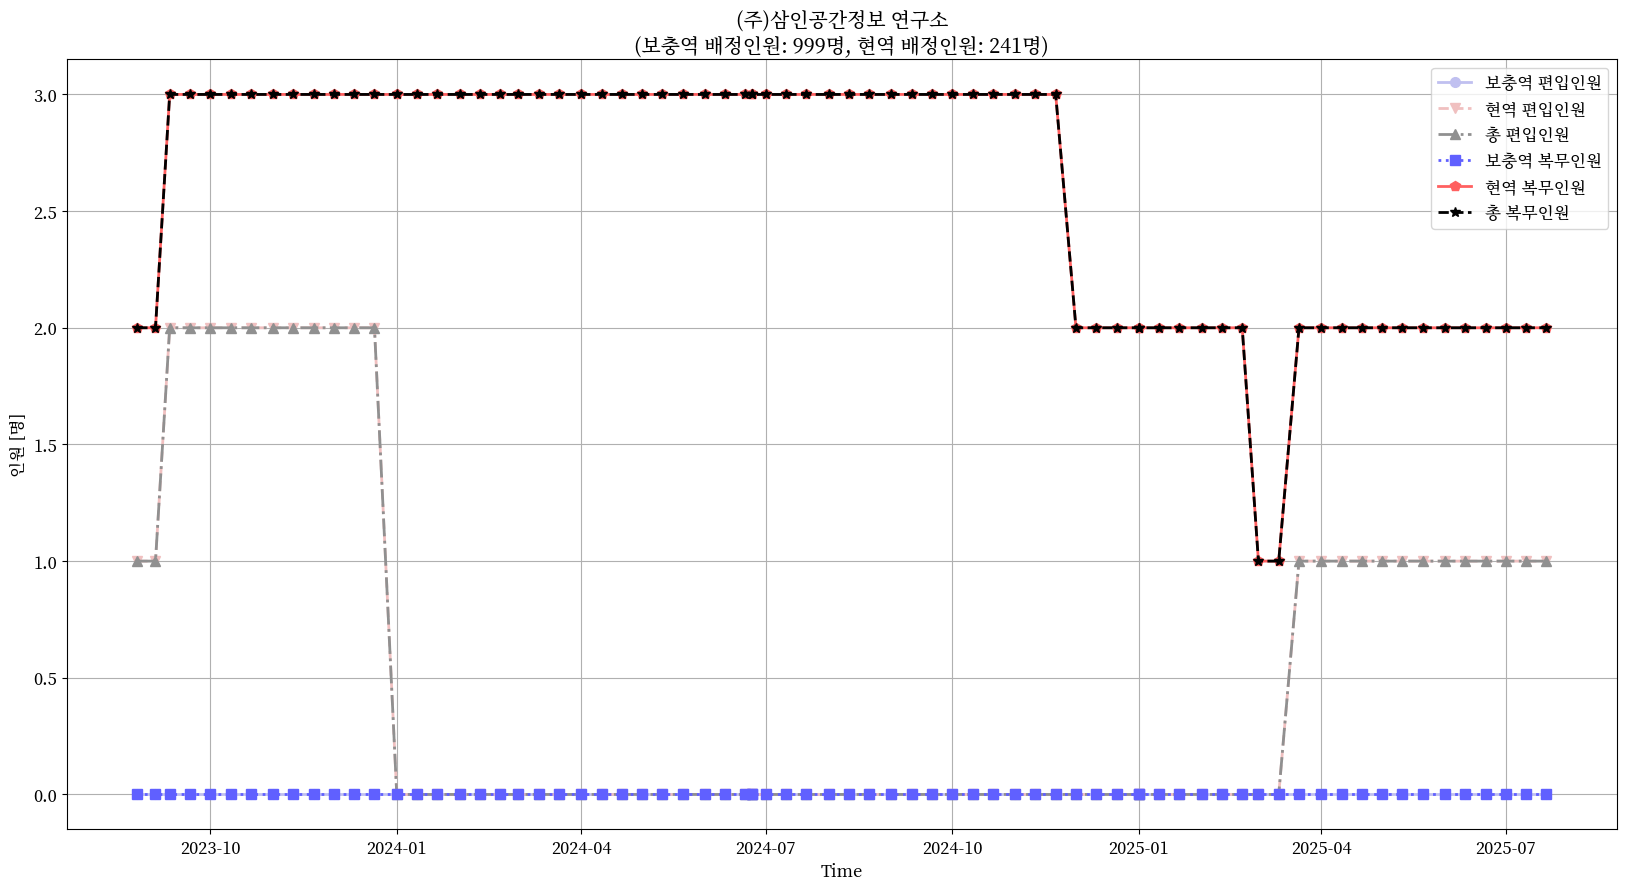 (주)삼인공간정보 연구소
(보충역 배정인원: 999명, 현역 배정인원: 241명)
보충역 편입인원
현역 편입인원
총 편입인원
보충역 복무인원
현역 복무인원
총 복무인원
인원 [명]
3.0
2.5
2.0
1.5
1.0
0.5
0.0
2023-10
2024-01
2024-04
2024-07
2024-10
2025-01
2025-04
2025-07
Time